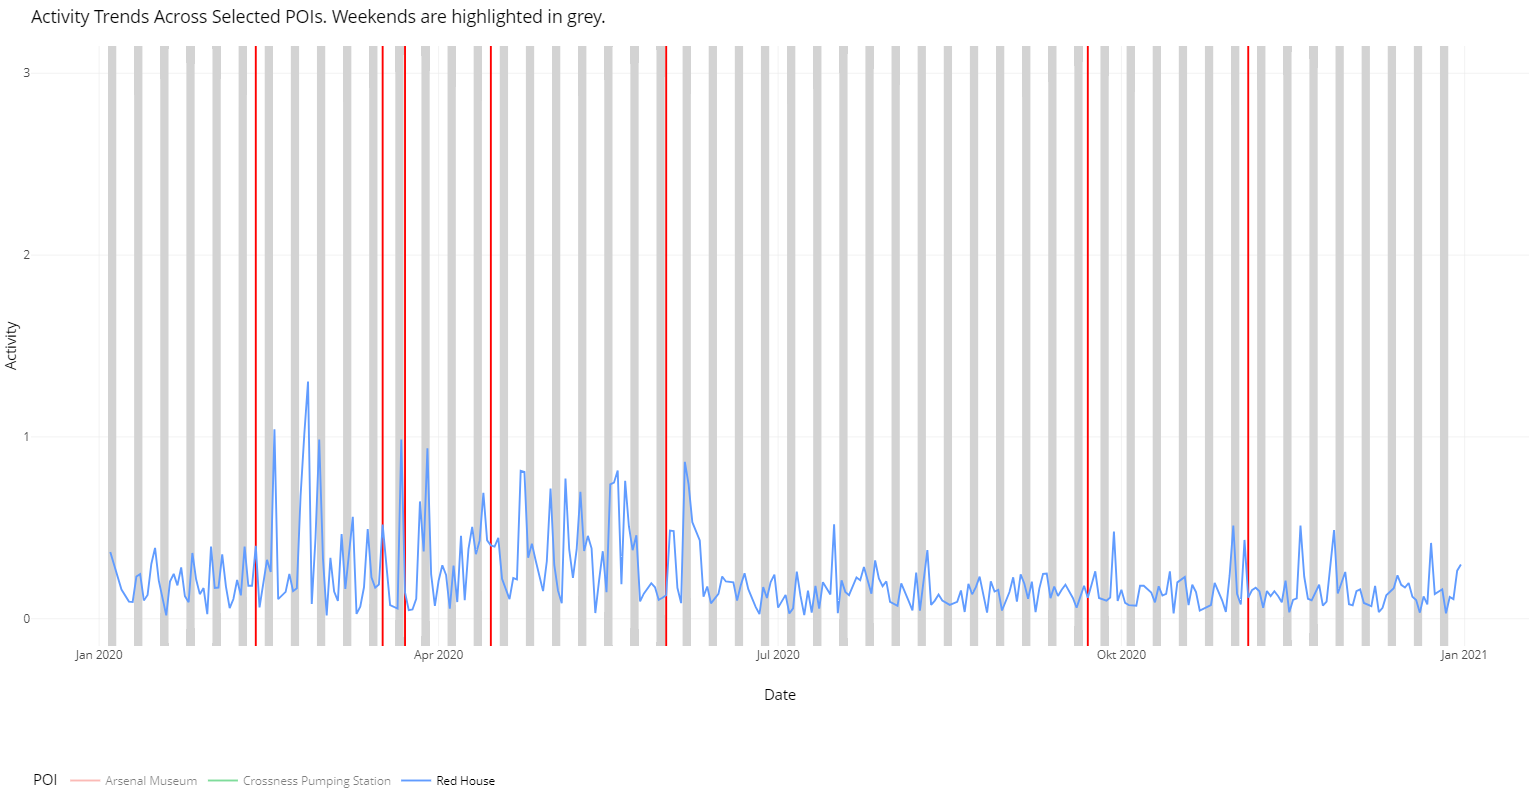 Activity Trends Across Selected POIs. Weekends are highlighted in grey.
3
2
Activity
1
0
Jan 2020 Apr 2020 Jul 2020 Okt 2020 Jan 2021
Date
POI Arsenal Museum Crossness Pumping Station Red House